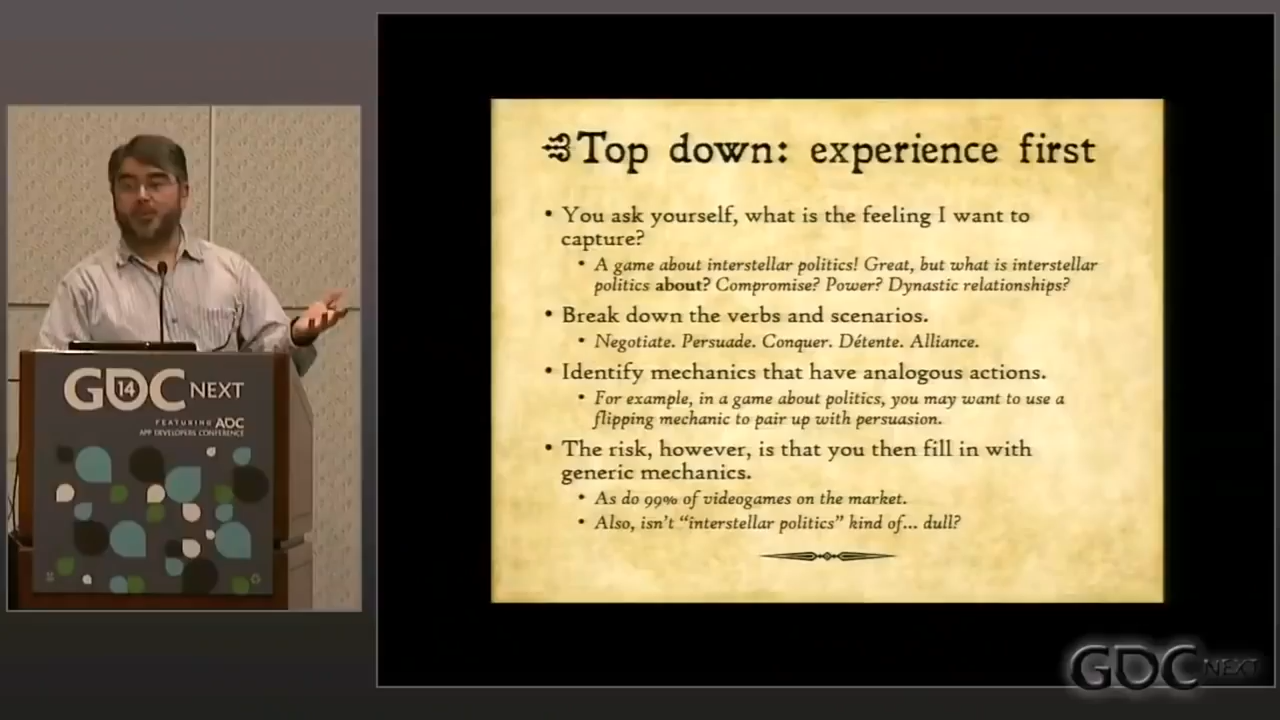 Top down: experience first
• You ask yourself, what is the feeling I want to
capture?
• A game about interstellar politics! Great, but what is interstellar
politics about? Compromise? Power? Dynastic relationships?
• Break down the verbs and scenarios.
• Negotiate. Persuade. Conquer. Détente. Alliance.
• Identify mechanics that have analogous actions.
• For example, in a game about politics, you may want to use a
flipping mechanic to pair up with persuasion.
• The risk, however, is that you then fill in with
generic mechanics.
• As do 99% of videogames on the market.
• Also, isn't "interstellar politics" kind of... dull?
GDC 14 NEXT
FEATURING ADC
APP DEVELOPERS CONFERENCE
GDC NEXT